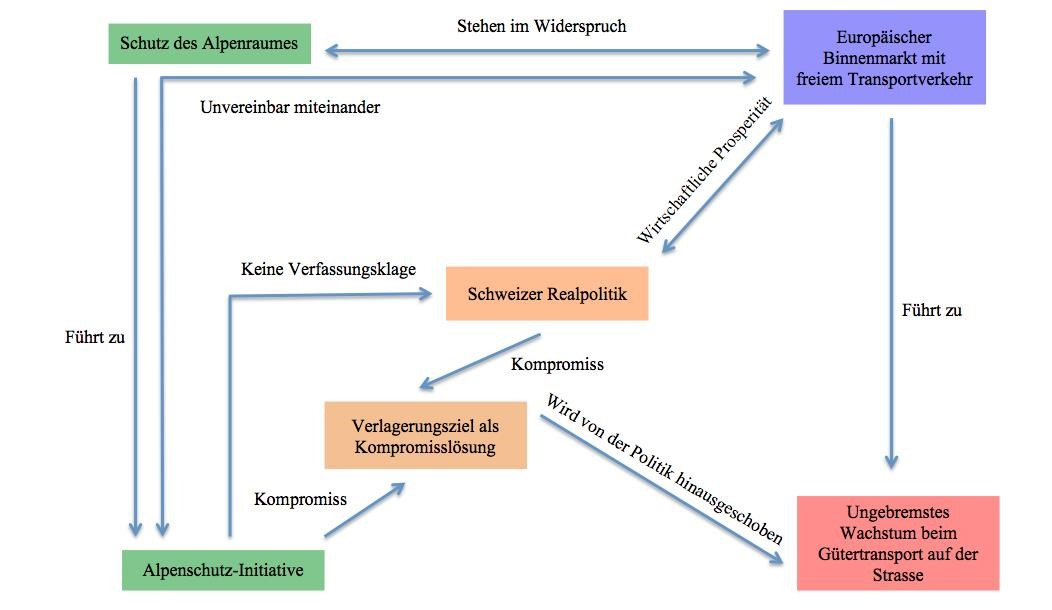 Stehen im Widerspruch
Schutz des Alpenraumes
Europäischer
Binnenmarkt mit
freiem Transportverkehr
Unvereinbar miteinander
Wirtschaftliche Prosperität
Keine Verfassungsklage
Schweizer Realpolitik
Führt zu
Führt zu
Kompromiss
Wird von der Politik hinausgeschoben
Verlagerungsziel als
Kompromisslösung
Kompromiss
Ungebremstes
Wachstum beim
Gütertransport auf der
Strasse
Alpenschutz-Initiative